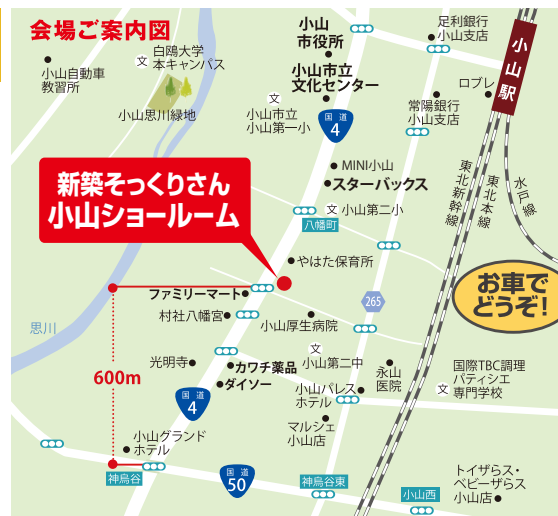 会場ご案内図
小山
市役所
足利銀行
小山支店
小山駅
文
白鴎大学
本キャンパス
小山自動車
教習所
小山市立
文化センター
ロブレ
小山思川緑地
文
小山市立
小山第一小
国道
4
常陽銀行
小山支店
MINI小山
スターバックス
新築そっくりさん
小山ショールーム
東北新幹線
東北本線
水戸線
八幡町
文
小山第二小
やはた保育所
お車で
どうぞ!
ファミリーマート
265
村社八幡宮
小山厚生病院
思川
文
小山第二中
光明寺
カワチ薬品
ダイソー
永山
医院
国際TBC調理
パティシエ
専門学校
文
600m
小山パレス
ホテル
国道
4
マルシェ
小山店
小山グランド
ホテル
神鳥谷
国道
50
神鳥谷東
小山西
トイザらス・
ベビーザらス
小山店